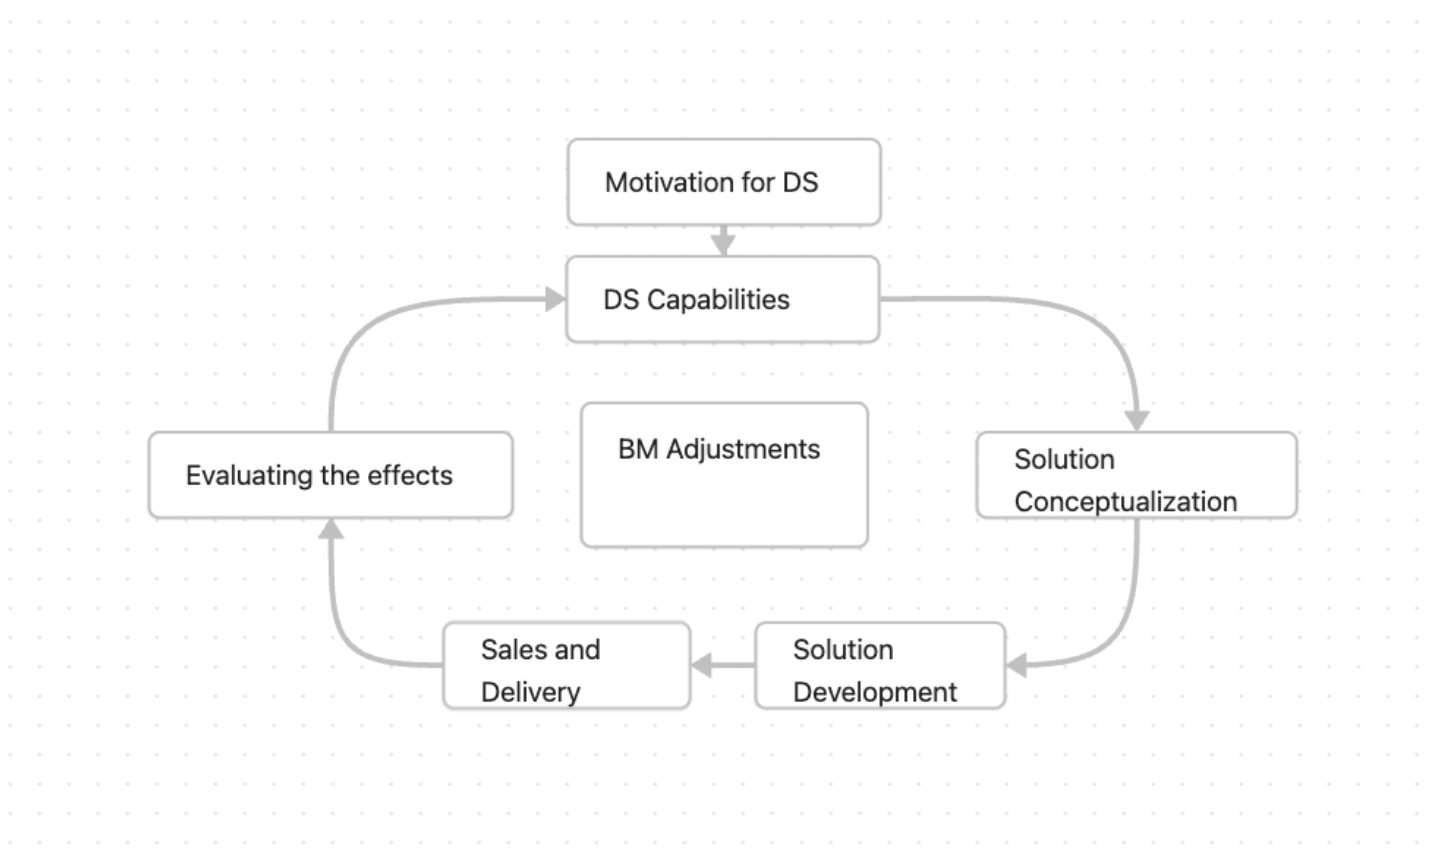 Motivation for DS
DS Capabilities
BM Adjustments
Evaluating the effects
Solution
Conceptualization
Sales and
Delivery
Solution
Development